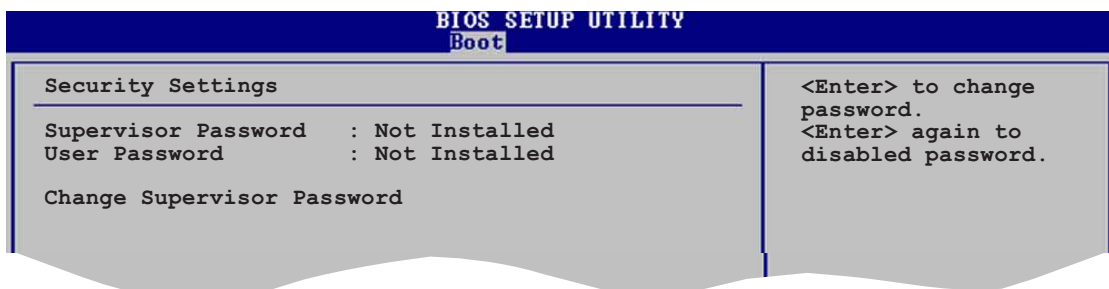 BIOS SETUP UTILITY
Boot
Security Settings
Supervisor Password : Not Installed
User Password : Not Installed
Change Supervisor Password
<Enter> to change
password.
<Enter> again to
disabled password.